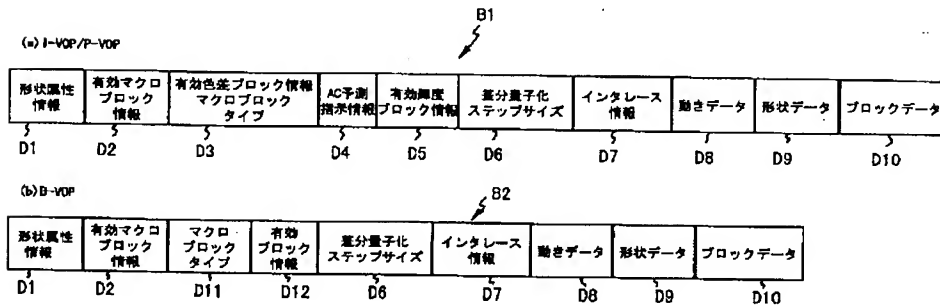 B1
(a)I-VOP/P-VOP
形状属性
情報
有効マクロ
ブロック
情報
有効色差ブロック情報
マクロブロック
タイプ
AC予測
指示情報
有効輝度
ブロック情報
差分量子化
ステップサイズ
インタレース
情報
動きデータ
形状データ
ブロックデータ
D1
D2
D3
D4
D5
D6
D7
D8
D9
D10
(b)B-VOP
B2
形状属性
情報
有効マクロ
ブロック
情報
マクロ
ブロック
タイプ
有効
ブロック
情報
差分量子化
ステップサイズ
インタレース
情報
動きデータ
形状データ
ブロックデータ
D1
D2
D11
D12
D6
D7
D8
D9
D10